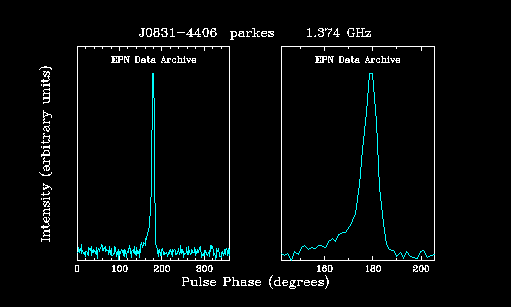 J0831-4406 parkes 1.374 GHz
EPN Data Archive
EPN Data Archive
Intensity (arbitrary units)
0 100 200 300
160 180 200
Pulse Phase (degrees)